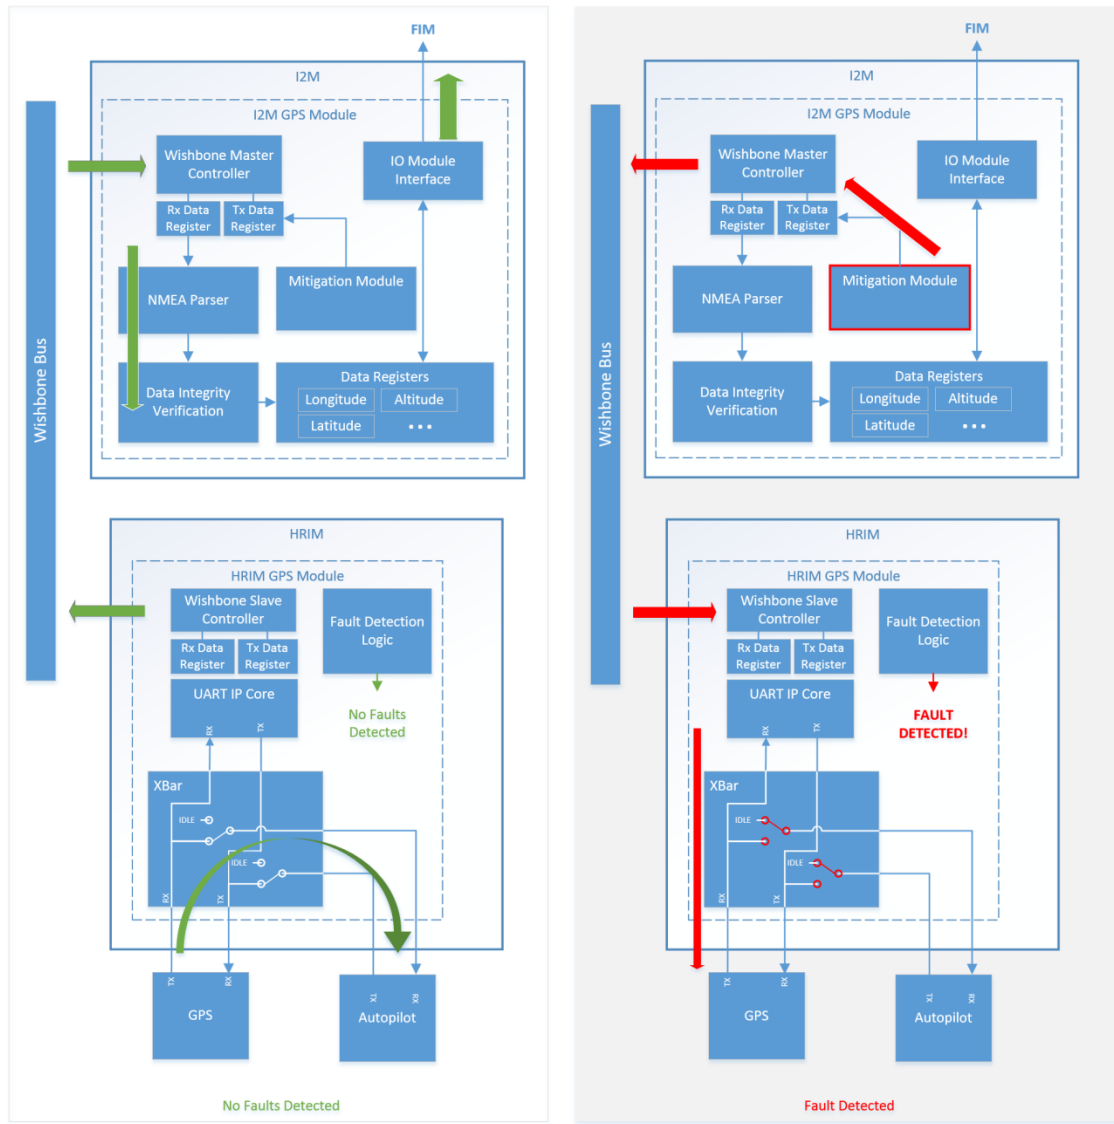 FIM
I2M
I2M GPS Module
Wishbone Master
Controller
IO Module
Interface
Rx Data
Register
Tx Data
Register
NMEA Parser
Mitigation Module
Wishbone Bus
Data Integrity
Verification
Data Registers
Longitude
Altitude
Latitude
HRIM
HRIM GPS Module
Wishbone Slave
Controller
Fault Detection
Logic
Rx Data
Register
Tx Data
Register
UART IP Core
RX
TX
No Faults
Detected
XBar
IDLE
IDLE
RX
TX
TX
RX
GPS
TX
RX
Autopilot
No Faults Detected
FIM
I2M
I2M GPS Module
Wishbone Master
Controller
IO Module
Interface
Rx Data
Register
Tx Data
Register
NMEA Parser
Mitigation Module
Wishbone Bus
Data Integrity
Verification
Data Registers
Longitude
Altitude
Latitude
HRIM
HRIM GPS Module
Wishbone Slave
Controller
Fault Detection
Logic
Rx Data
Register
Tx Data
Register
UART IP Core
RX
TX
FAULT
DETECTED!
XBar
IDLE
IDLE
RX
TX
TX
RX
GPS
TX
RX
Autopilot
Fault Detected